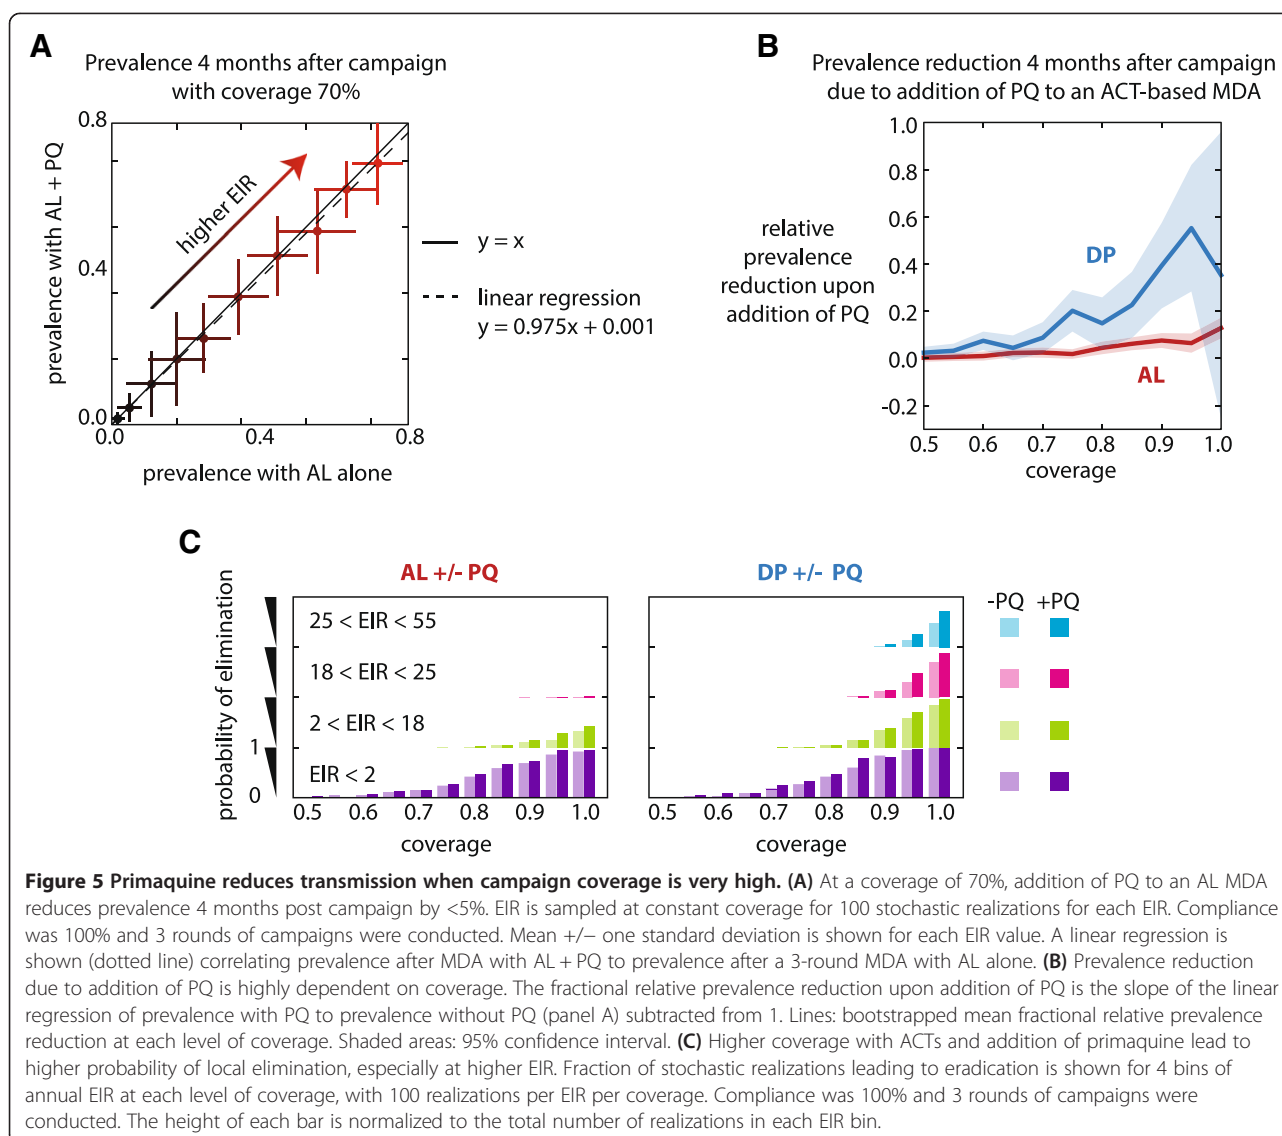 A
Prevalence 4 months after campaign
with coverage 70%
prevalence with AL + PQ
0.8
0.4
0.0
higher EIR
0.0
0.4
0.8
prevalence with AL alone
y = x
linear regression
y = 0.975x + 0.001
B
Prevalence reduction 4 months after campaign
due to addition of PQ to an ACT-based MDA
relative
prevalence
reduction upon
addition of PQ
1.0
0.8
0.6
0.4
0.2
0.0
-0.2
DP
AL
0.5
0.6
0.7
0.8
0.9
1.0
coverage
C
AL +/- PQ
DP +/- PQ
probability of elimination
1
0
25 < EIR < 55
18 < EIR < 25
2 < EIR < 18
EIR < 2
0.5
0.6
0.7
0.8
0.9
1.0
coverage
0.5
0.6
0.7
0.8
0.9
1.0
coverage
-PQ
+PQ
Figure 5 Primaquine reduces transmission when campaign coverage is very high. (A) At a coverage of 70%, addition of PQ to an AL MDA
reduces prevalence 4 months post campaign by <5%. EIR is sampled at constant coverage for 100 stochastic realizations for each EIR. Compliance
was 100% and 3 rounds of campaigns were conducted. Mean +/− one standard deviation is shown for each EIR value. A linear regression is
shown (dotted line) correlating prevalence after MDA with AL + PQ to prevalence after a 3-round MDA with AL alone. (B) Prevalence reduction
due to addition of PQ is highly dependent on coverage. The fractional relative prevalence reduction upon addition of PQ is the slope of the linear
regression of prevalence with PQ to prevalence without PQ (panel A) subtracted from 1. Lines: bootstrapped mean fractional relative prevalence
reduction at each level of coverage. Shaded areas: 95% confidence interval. (C) Higher coverage with ACTs and addition of primaquine lead to
higher probability of local elimination, especially at higher EIR. Fraction of stochastic realizations leading to eradication is shown for 4 bins of
annual EIR at each level of coverage, with 100 realizations per EIR per coverage. Compliance was 100% and 3 rounds of campaigns were
conducted. The height of each bar is normalized to the total number of realizations in each EIR bin.